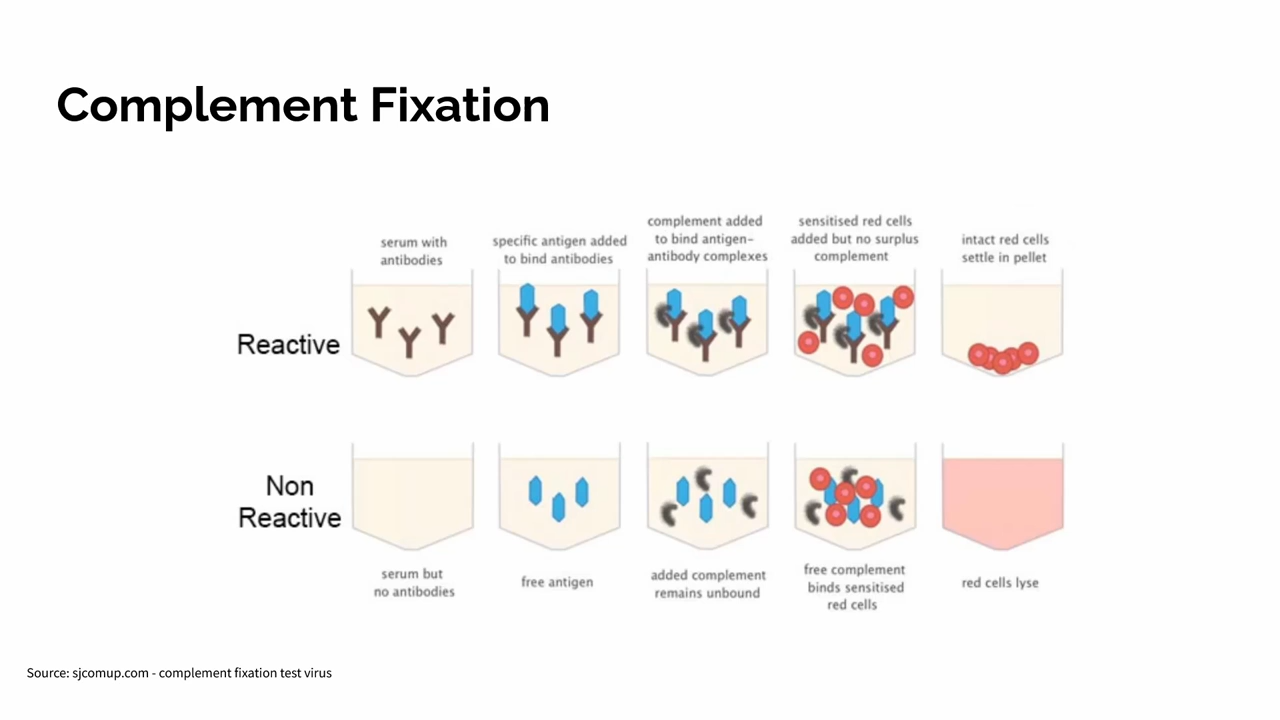 Complement Fixation
serum with
antibodies
specific antigen added
to bind antibodies
complement added
to bind antigen-
antibody complexes
sensitised red cells
added but no surplus
complement
intact red cells
settle in pellet
Reactive
Non
Reactive
serum but
no antibodies
free antigen
added complement
remains unbound
free complement
binds sensitised
red cells
red cells lyse
Source: sjcomup.com - complement fixation test virus